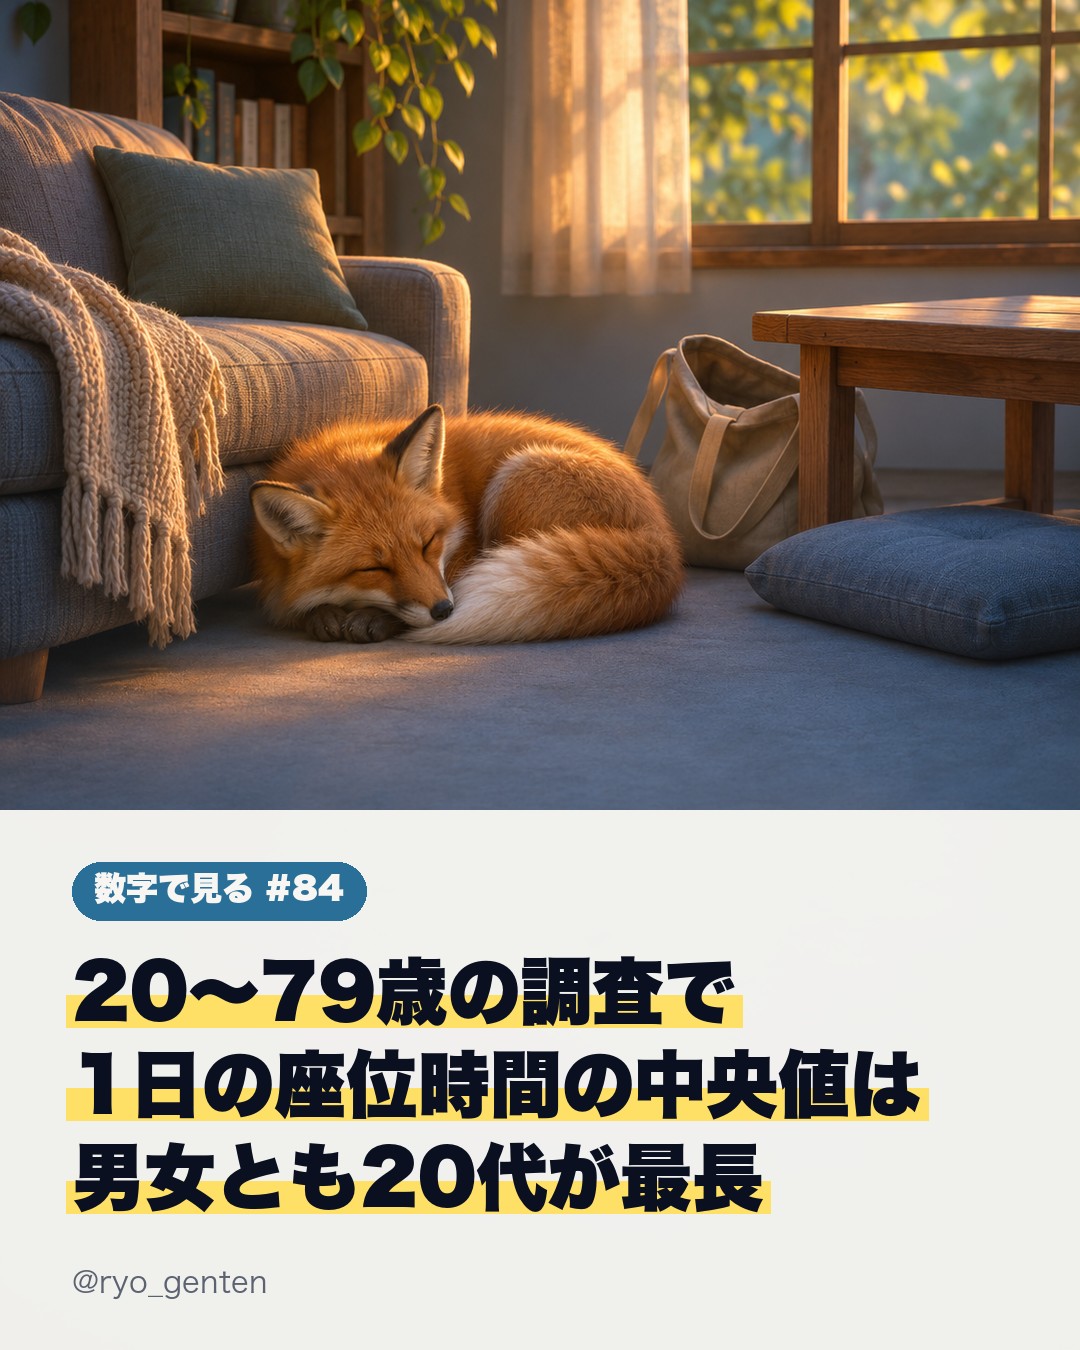 数字で見る #84
20〜79歳の調査で
1日の座位時間の中央値は
男女とも20代が最長
@ryo_genten